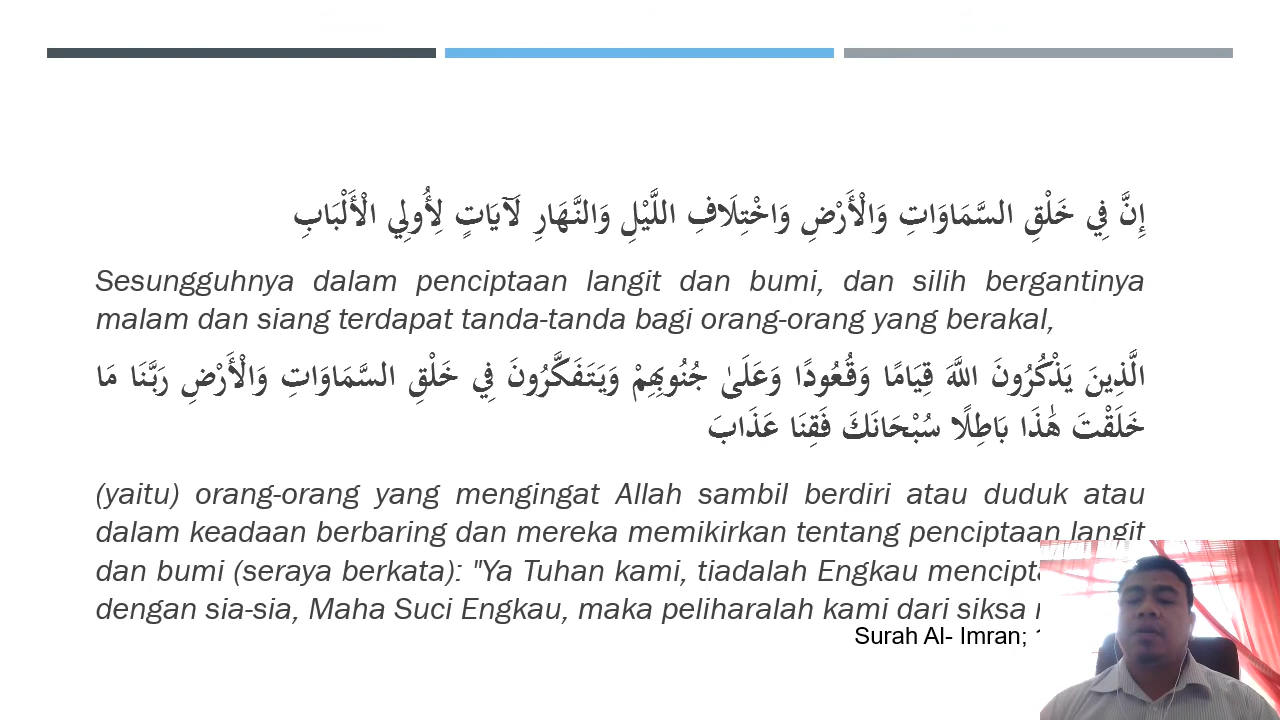 إِنَّ فِي خَلْقِ السَّمَاوَاتِ وَالْأَرْضِ وَاخْتِلَافِ اللَّيْلِ وَالنَّهَارِ لَآيَاتٍ لِأُولِي الْأَلْبَابِ
Sesungguhnya dalam penciptaan langit dan bumi, dan silih bergantinya
malam dan siang terdapat tanda-tanda bagi orang-orang yang berakal,
الَّذِينَ يَذْكُرُونَ اللَّهَ قِيَامًا وَقُعُودًا وَعَلَىٰ جُنُوبِهِمْ وَيَتَفَكَّرُونَ فِي خَلْقِ السَّمَاوَاتِ وَالْأَرْضِ رَبَّنَا مَا
خَلَقْتَ هَٰذَا بَاطِلًا سُبْحَانَكَ فَقِنَا عَذَابَ
(yaitu) orang-orang yang mengingat Allah sambil berdiri atau duduk atau
dalam keadaan berbaring dan mereka memikirkan tentang penciptaan langit
dan bumi (seraya berkata): "Ya Tuhan kami, tiadalah Engkau
dengan sia-sia, Maha Suci Engkau, maka peliharalah kami dari siksa
Surah Al- Imran;